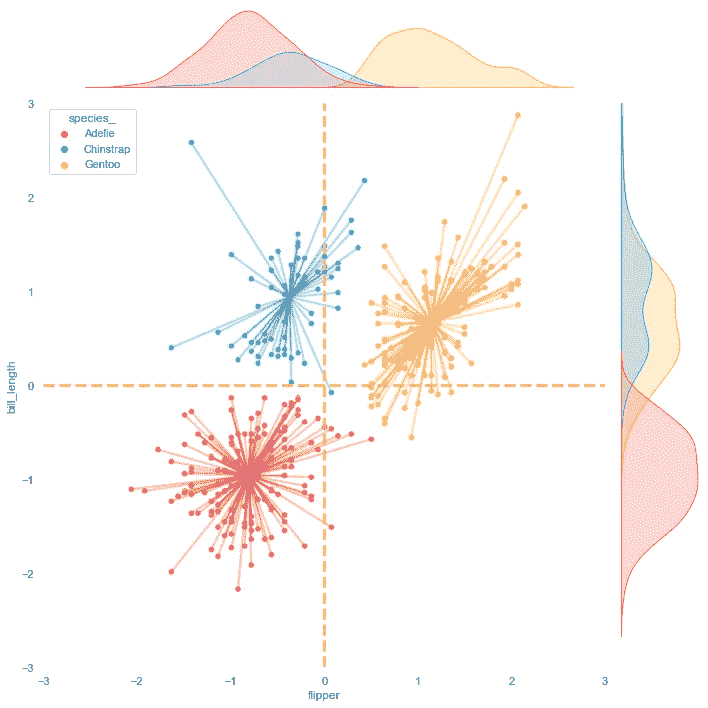 species_
Adelie
Chinstrap
Gentoo
3
2
1
0
−1
−2
−3
bill_length
−3
−2
−1
0
1
2
3
flipper